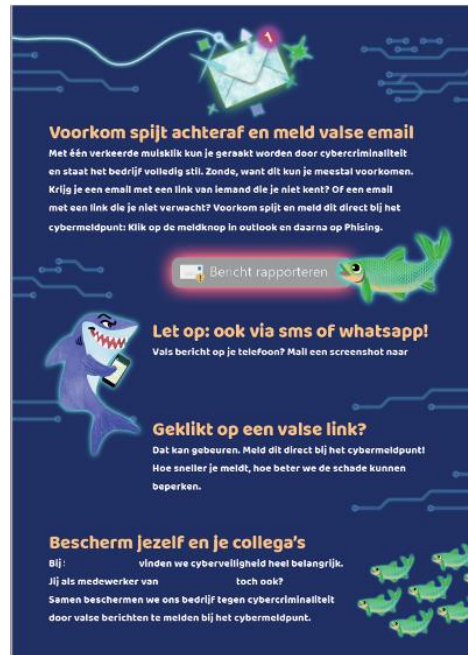 1
Voorkom spijt achteraf en meld valse email
Met één verkeerde muisklik kun je geraakt worden door cybercriminaliteit
en staat het bedrijf volledig stil. Zonde, want dit kun je meestal voorkomen.
Krijg je een email met een link van iemand die je niet kent? Of een email
met een link die je niet verwacht? Voorkom spijt en meld dit direct bij het
cybermeldpunt: Klik op de meldknop in outlook en daarna op Phising.
Bericht rapporteren
Let op: ook via sms of whatsapp!
Vals bericht op je telefoon? Mail een screenshot naar
Geklikt op een valse link?
Dat kan gebeuren. Meld dit direct bij het cybermeldpunt!
Hoe sneller je meldt, hoe beter we de schade kunnen
beperken.
Bescherm jezelf en je collega's
Bij vinden we cyberveiligheid heel belangrijk.
Jij als medewerker van toch ook?
Samen beschermen we ons bedrijf tegen cybercriminaliteit
door valse berichten te melden bij het cybermeldpunt.